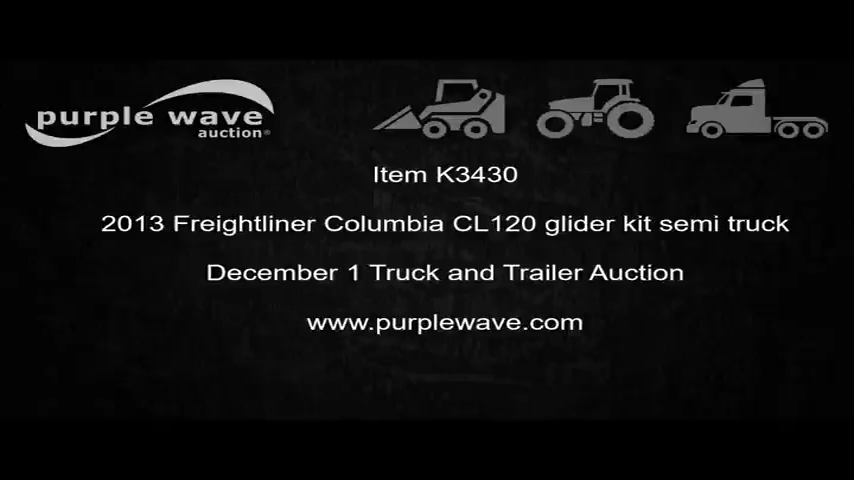 purple wave
auction®
Item K3430
2013 Freightliner Columbia CL120 glider kit semi truck
December 1 Truck and Trailer Auction
www.purplewave.com